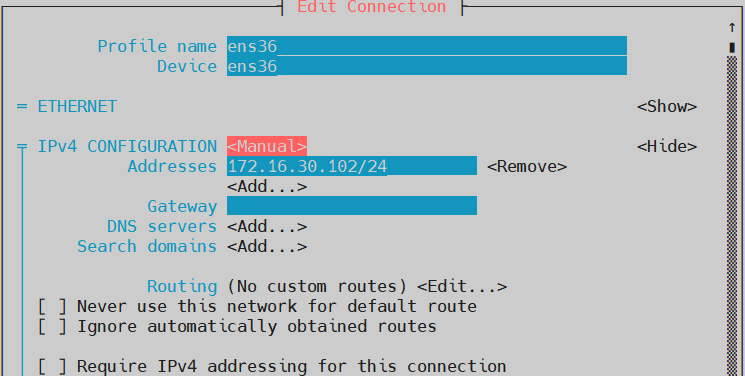 Edit Connection
↑
Profile name ens36
Device ens36
= ETHERNET <Show>
IPv4 CONFIGURATION <Manual> <Hide>
Addresses 172.16.30.102/24 <Remove>
<Add...>
Gateway
DNS servers <Add...>
Search domains <Add...>
Routing (No custom routes) <Edit...>
[ ] Never use this network for default route
[ ] Ignore automatically obtained routes
[ ] Require IPv4 addressing for this connection